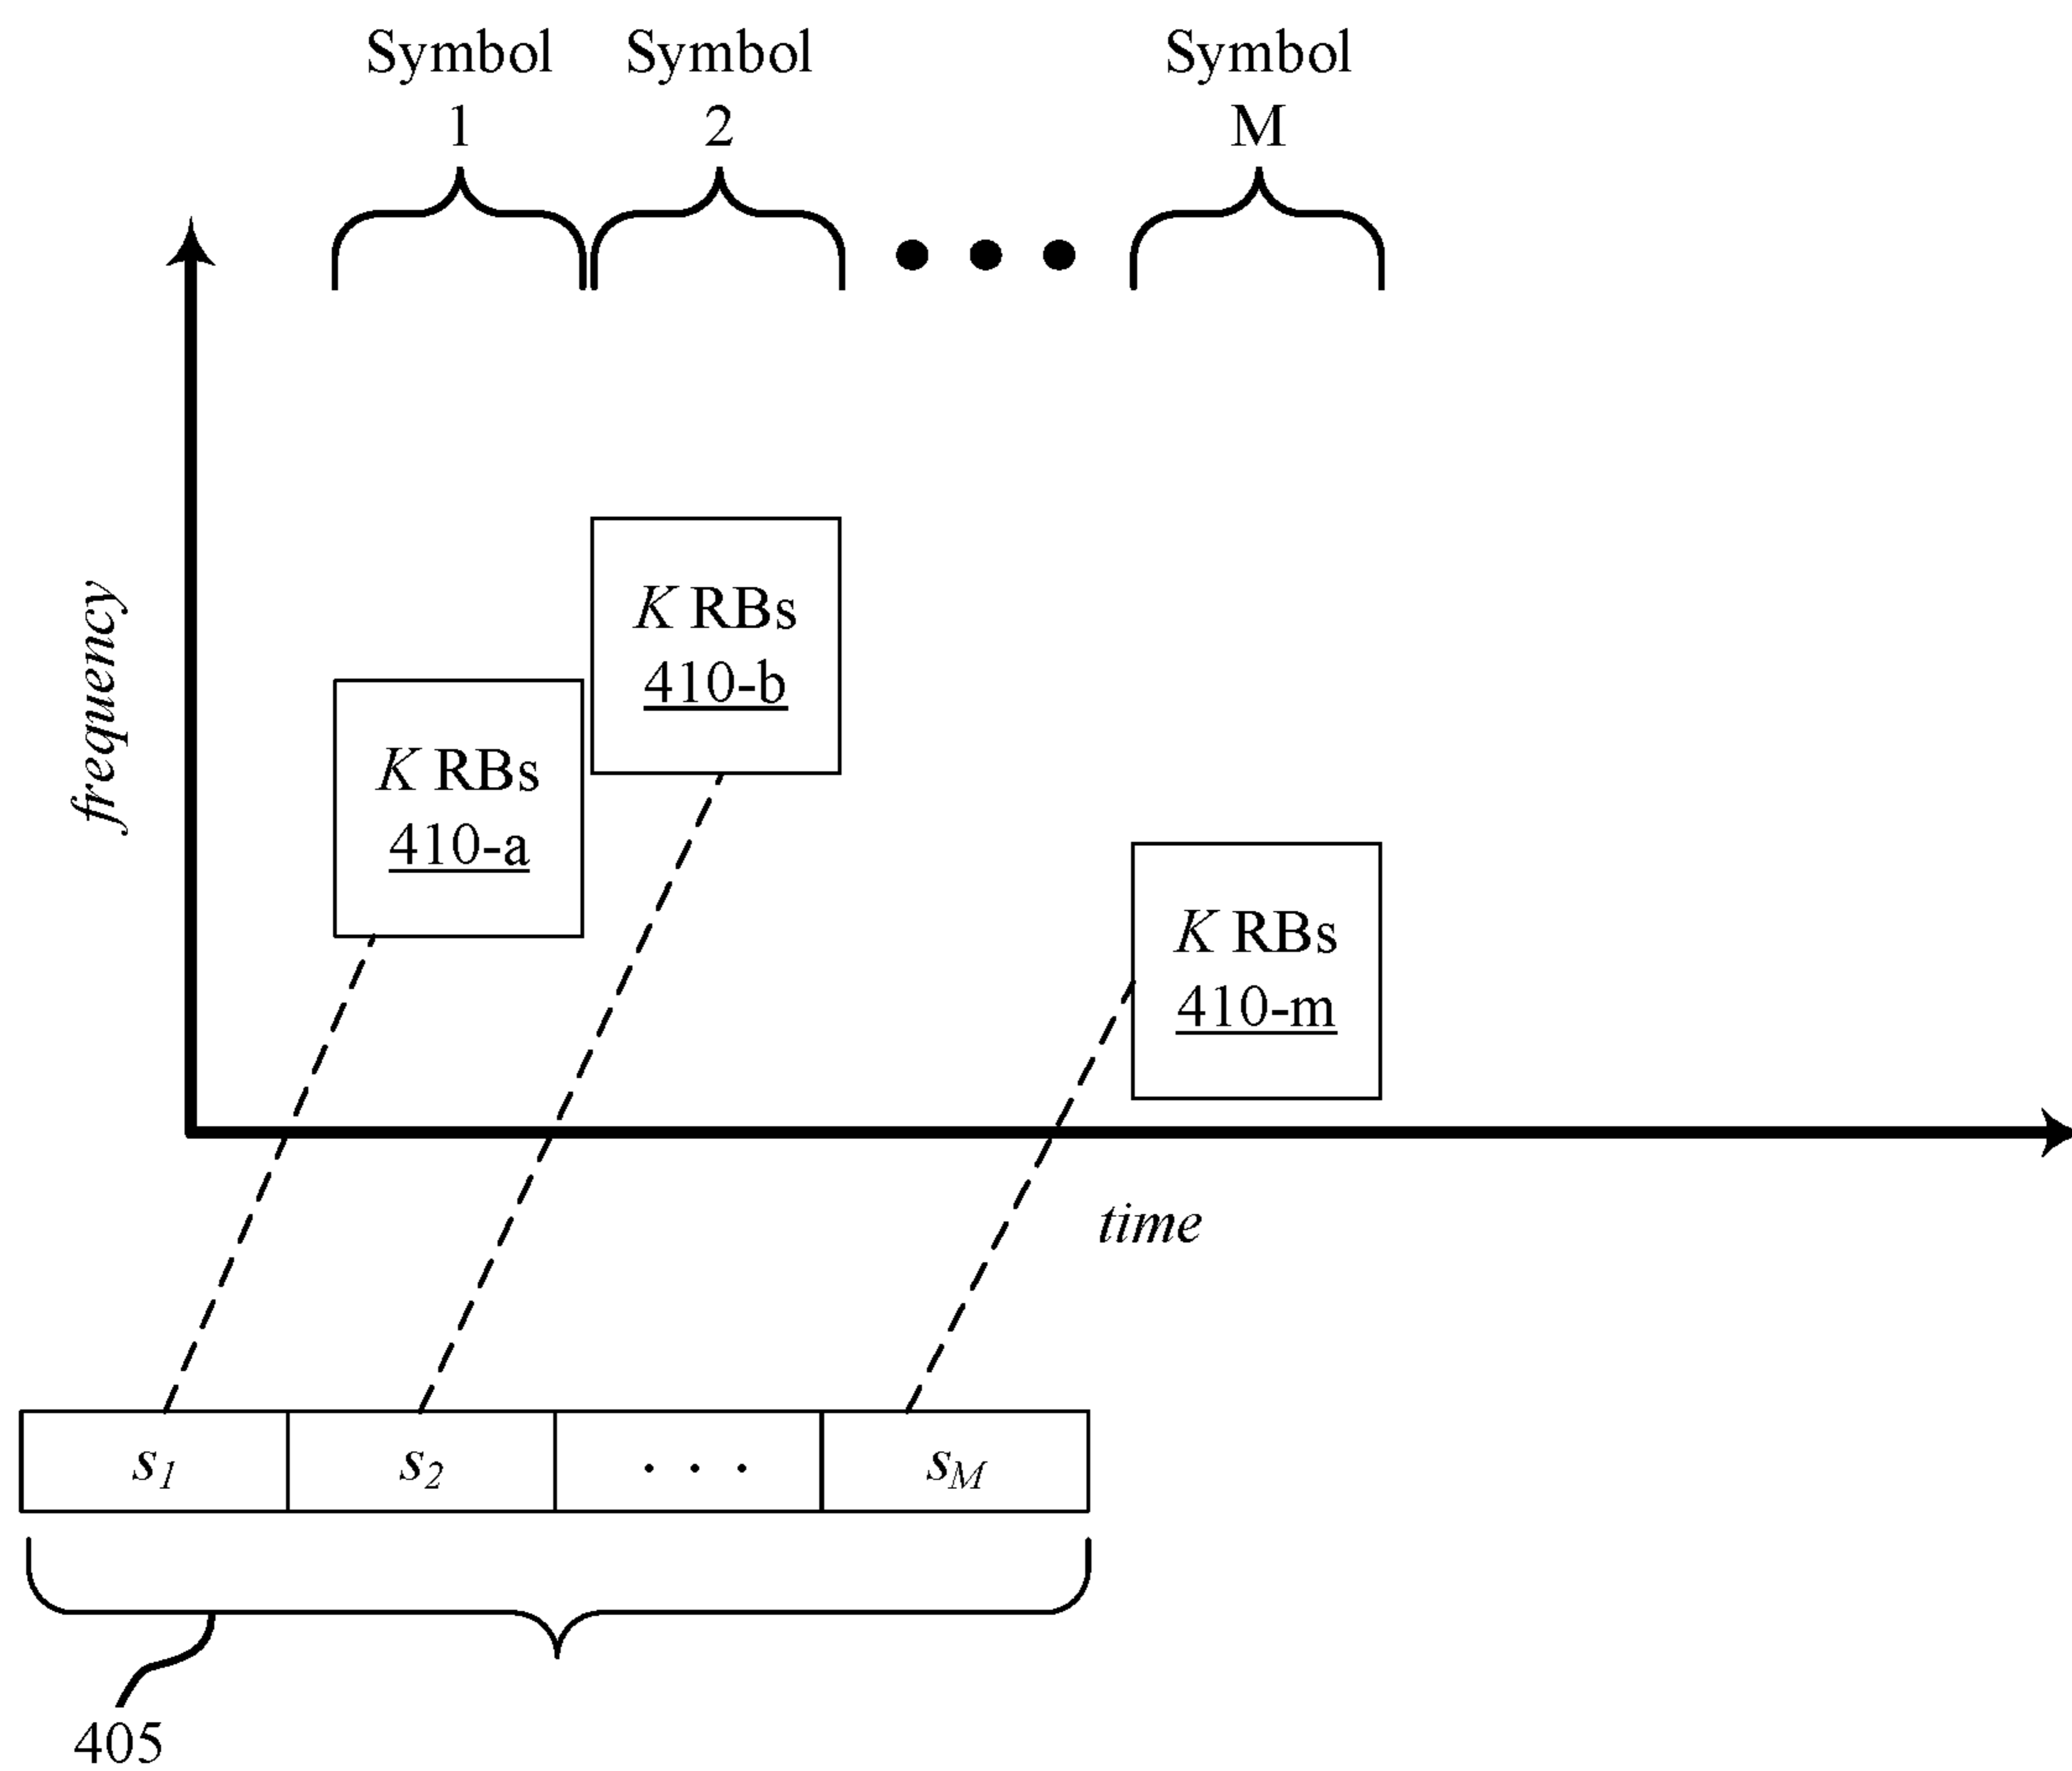 Symbol Symbol Symbol
1 2 M
● ● ●
K RBs
410-b
K RBs
410-a
K RBs
410-m
frequency
time
s1 s2 . . . sM
405